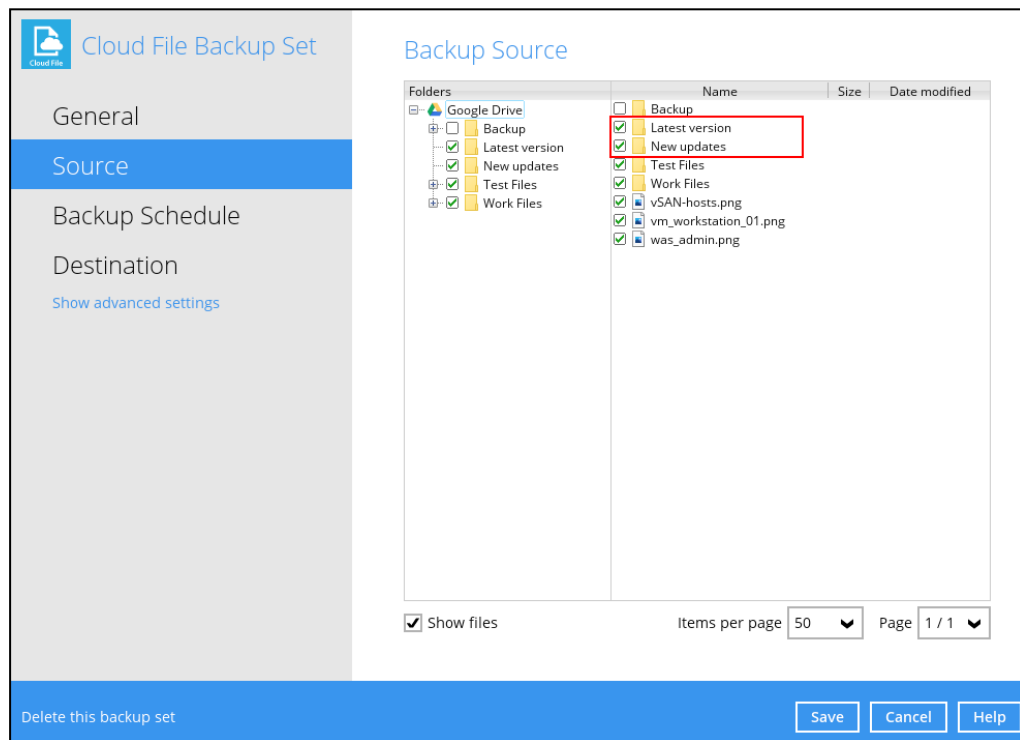 Cloud File
Cloud File Backup Set
General
Source
Backup Schedule
Destination
Show advanced settings
Backup Source
Folders
Google Drive
Backup
Latest version
New updates
Test Files
Work Files
Name Size Date modified
Backup
Latest version
New updates
Test Files
Work Files
vSAN-hosts.png
vm_workstation_01.png
was_admin.png
Show files
Items per page 50 Page 1 / 1
Delete this backup set
Save Cancel Help